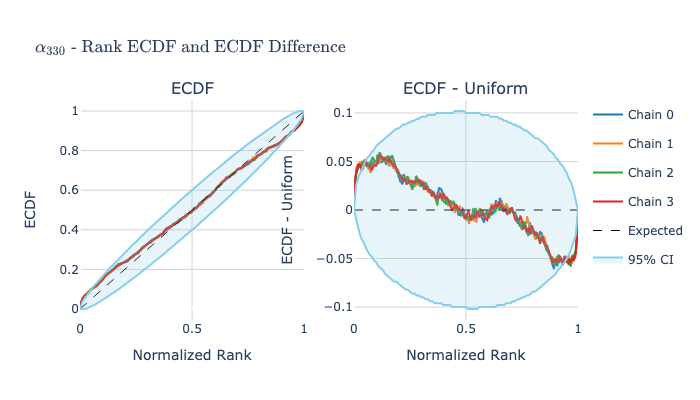 α₃₃₀ - Rank ECDF and ECDF Difference
ECDF
ECDF - Uniform
ECDF
1
0.8
0.6
0.4
0.2
0
0
0.5
1
Normalized Rank
ECDF - Uniform
0.1
0.05
0
−0.05
−0.1
0
0.5
1
Normalized Rank
Chain 0
Chain 1
Chain 2
Chain 3
Expected
95% CI